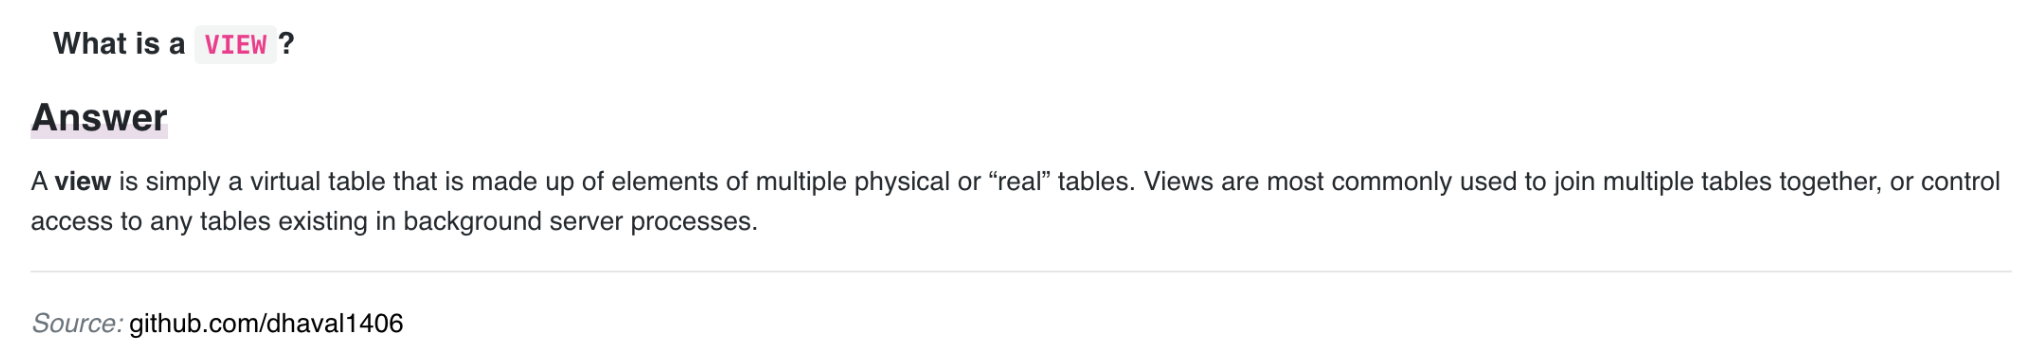 What is a VIEW?
Answer
A view is simply a virtual table that is made up of elements of multiple physical or “real” tables. Views are most commonly used to join multiple tables together, or control
access to any tables existing in background server processes.
Source: github.com/dhaval1406